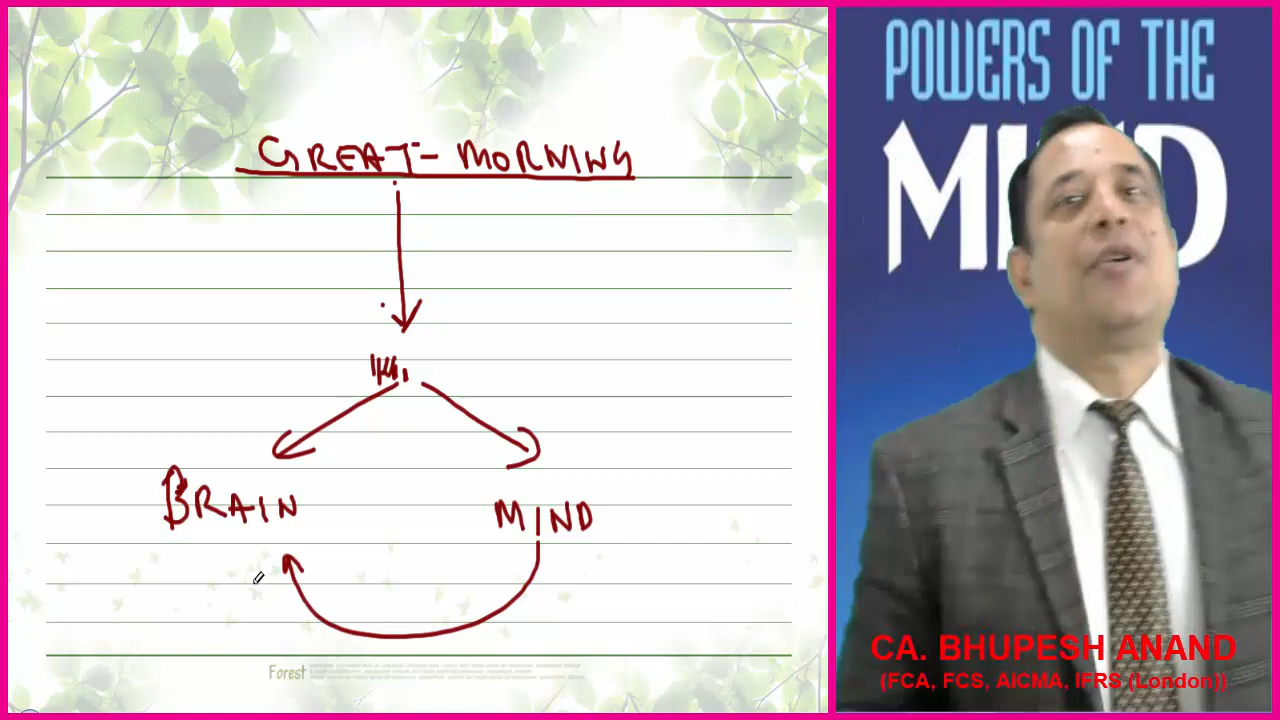 GREAT-MORNING
BRAIN
MIND
Forest
POWERS OF THE
MIND
CA. BHUPESH ANAND
(FCA, FCS, AICMA, IFRS (London))